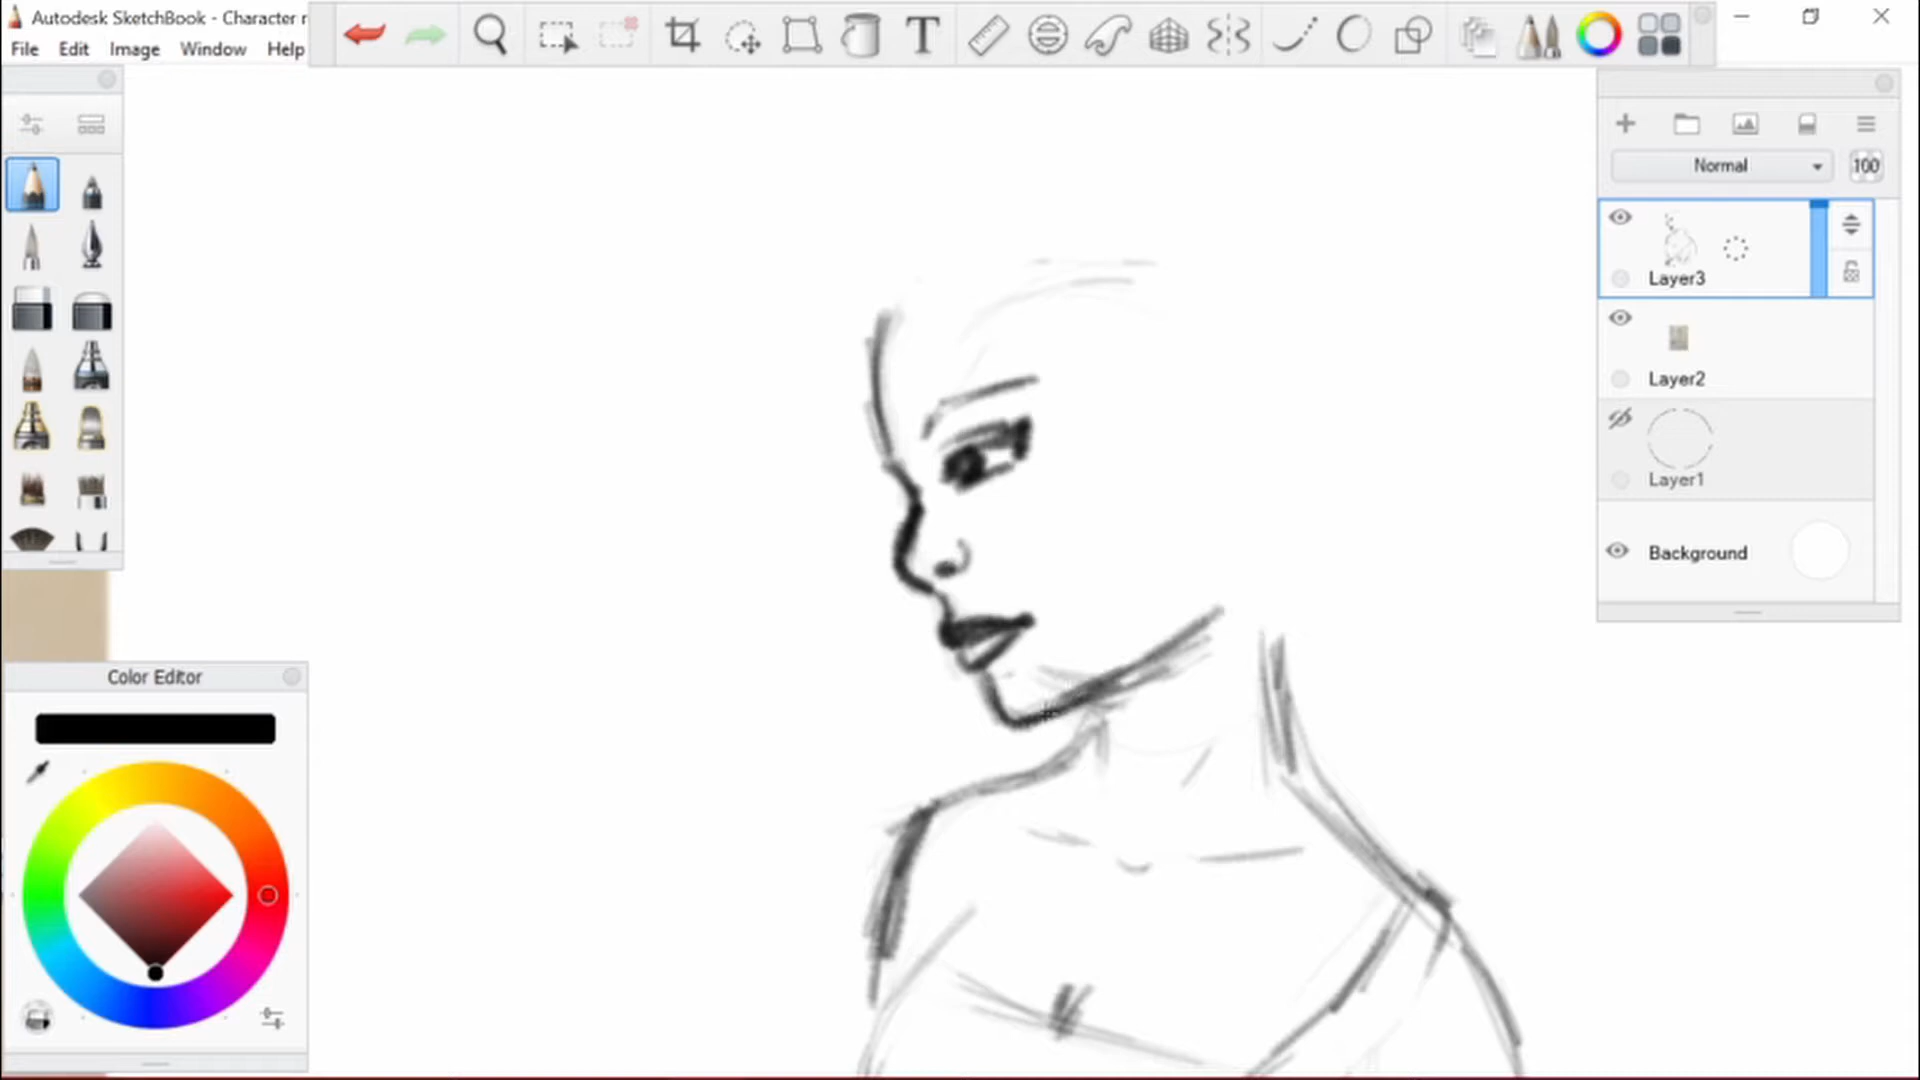 Autodesk SketchBook - Character r
File Edit Image Window Help
T
Normal 100
Layer3
Layer2
Layer1
Background
Color Editor